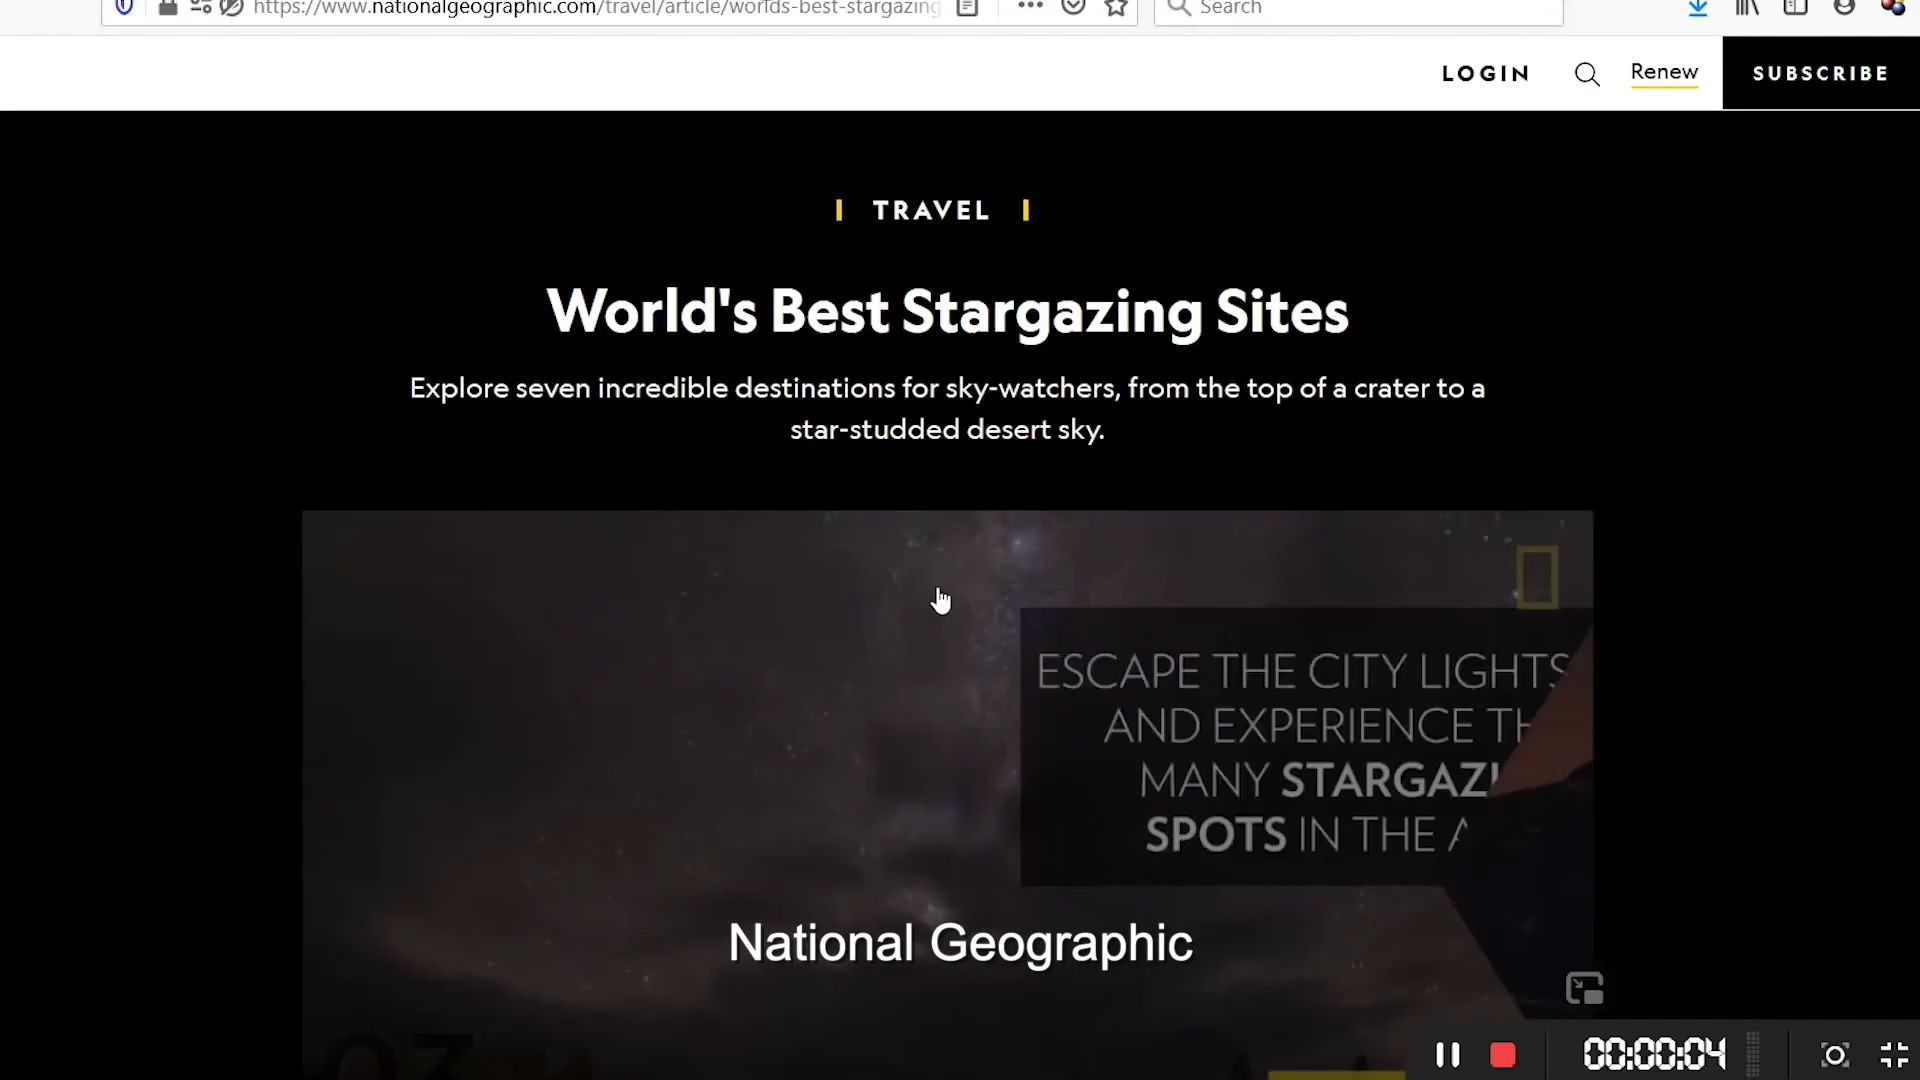 https://www.nationalgeographic.com/travel/article/worlds-best-stargazing
Search
LOGIN
Renew
SUBSCRIBE
TRAVEL
World's Best Stargazing Sites
Explore seven incredible destinations for sky-watchers, from the top of a crater to a
star-studded desert sky.
ESCAPE THE CITY LIGHTS
AND EXPERIENCE
MANY
SPOTS IN THE
National Geographic
00:00:04